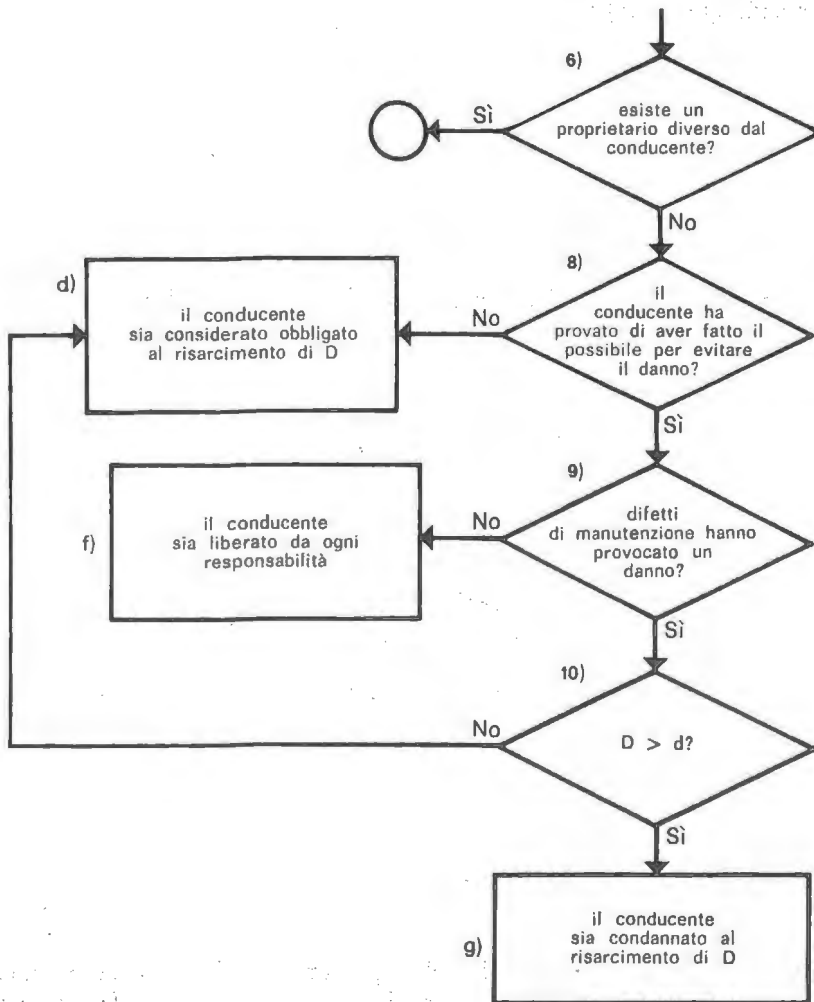 6)
esiste un
proprietario diverso dal
conducente?
Sì
No
d)
il conducente
sia considerato obbligato
al risarcimento di D
8)
il
conducente ha
provato di aver fatto il
possibile per evitare
il danno?
No
Sì
f)
il conducente
sia liberato da ogni
responsabilità
9)
difetti
di manutenzione hanno
provocato un
danno?
No
Sì
10)
D > d?
No
Sì
g)
il conducente
sia condannato al
risarcimento di D